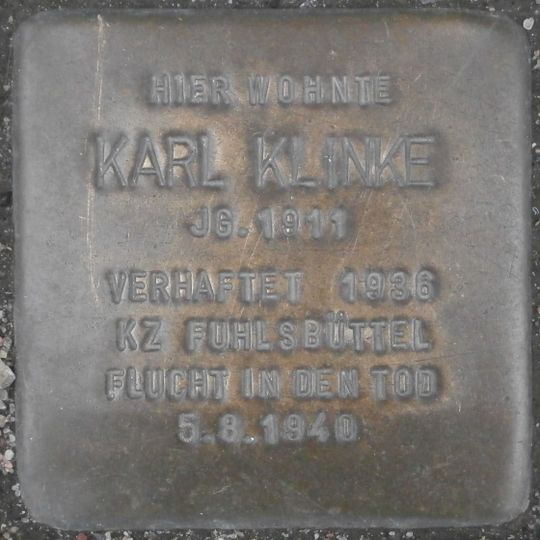 HIER WOHNTE
KARL KLINKE
JG. 1911
VERHAFTET 1936
KZ FUHLSBÜTTEL
FLUCHT IN DEN TOD
5.8.1940